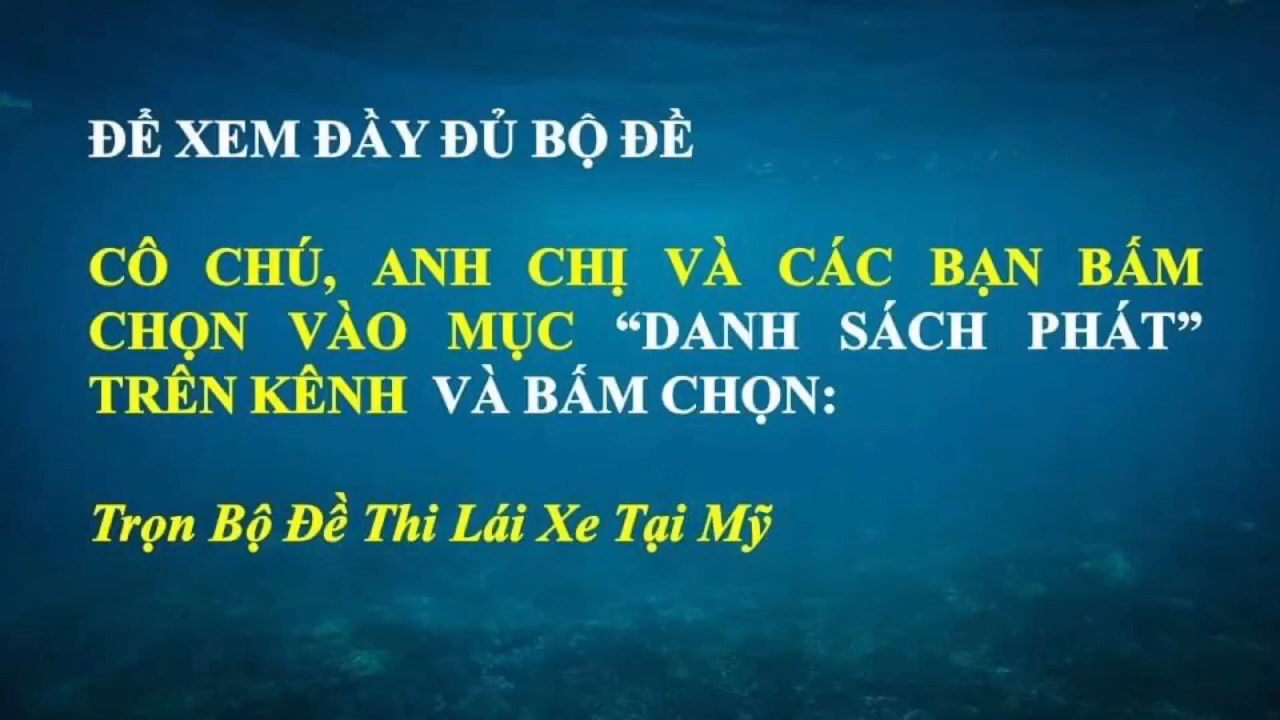 ĐỂ XEM ĐẦY ĐỦ BỘ ĐỀ
CÔ CHÚ, ANH CHỊ VÀ CÁC BẠN BẤM
CHỌN VÀO MỤC “DANH SÁCH PHÁT”
TRÊN KÊNH VÀ BẤM CHỌN:
Trọn Bộ Đề Thi Lái Xe Tại Mỹ